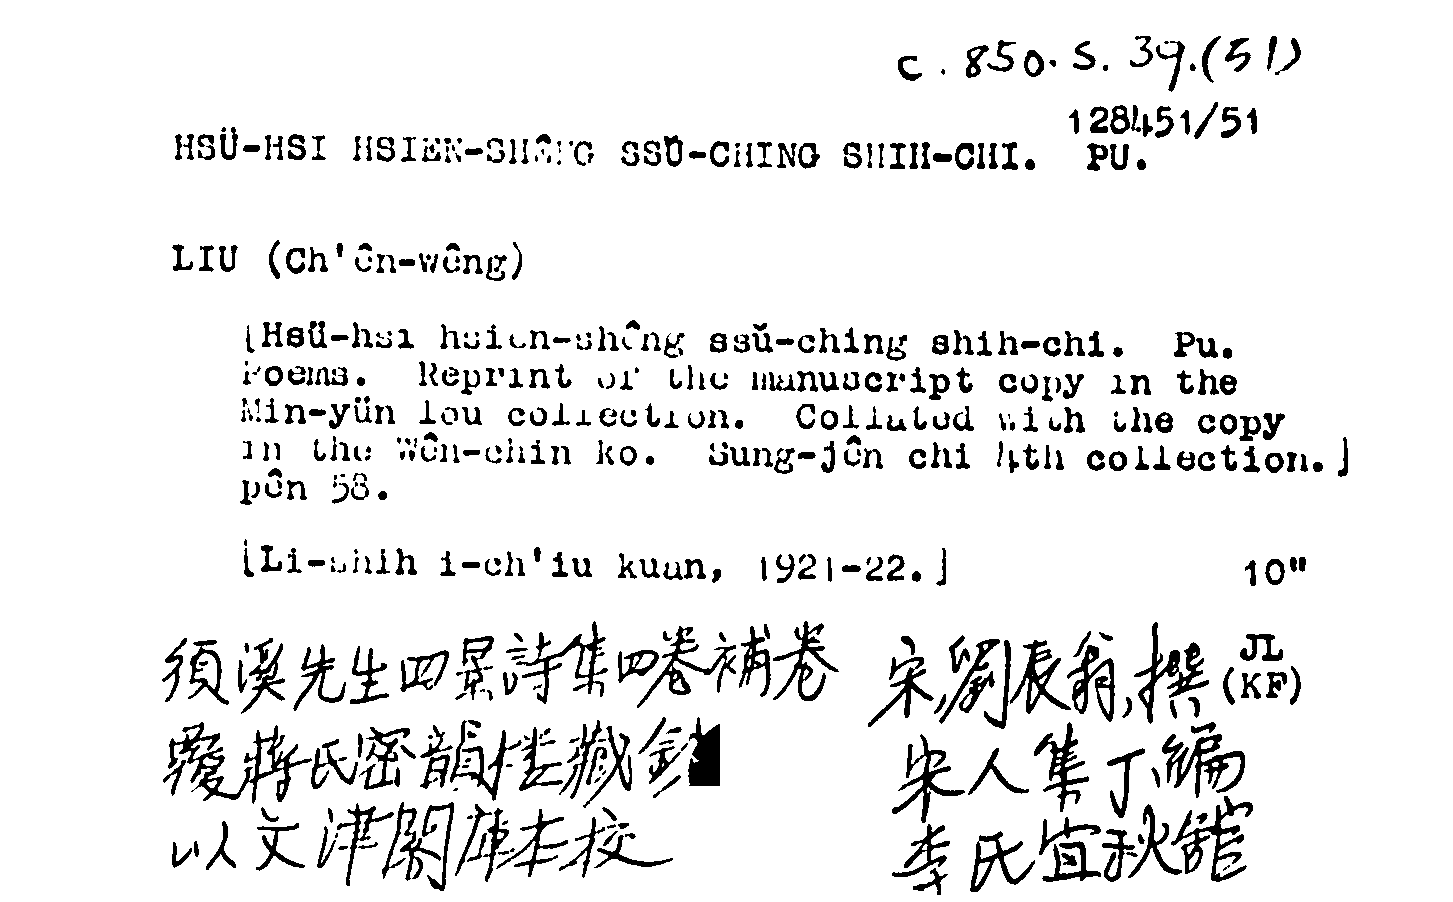 c. 850. s. 39. (51)
128451/51
HSÜ-HSI HSIEN-SHÊNG SSŬ-CHING SHIH-CHI. PU.
LIU (Ch'ên-wêng)
[Hsü-hsi hsien-shêng ssŭ-ching shih-chi. Pu.
Poems. Reprint of the manuscript copy in the
Min-yün lou collection. Collated with the copy
in the Wên-chin ko. Sung-jên chi 4th collection.]
pên 58.
[Li-shih i-ch'iu kuan, 1921-22.] 10"
須溪先生四景詩集四卷補卷 宋,劉辰翁,撰 JL
(KF)
覆蔣氏密韻樓藏鈔 宋人集丁編
以文津閣庫本校 李氏宜秋舘